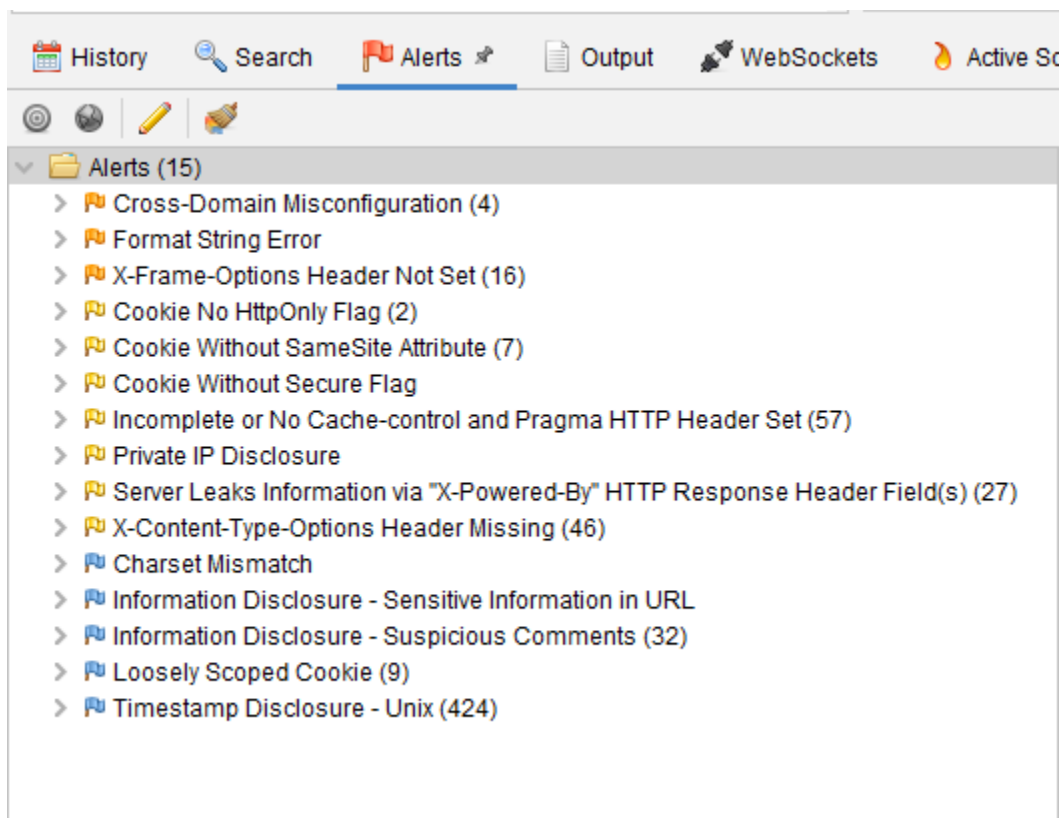 History Search Alerts Output WebSockets Active Sc
Alerts (15)
Cross-Domain Misconfiguration (4)
Format String Error
X-Frame-Options Header Not Set (16)
Cookie No HttpOnly Flag (2)
Cookie Without SameSite Attribute (7)
Cookie Without Secure Flag
Incomplete or No Cache-control and Pragma HTTP Header Set (57)
Private IP Disclosure
Server Leaks Information via "X-Powered-By" HTTP Response Header Field(s) (27)
X-Content-Type-Options Header Missing (46)
Charset Mismatch
Information Disclosure - Sensitive Information in URL
Information Disclosure - Suspicious Comments (32)
Loosely Scoped Cookie (9)
Timestamp Disclosure - Unix (424)